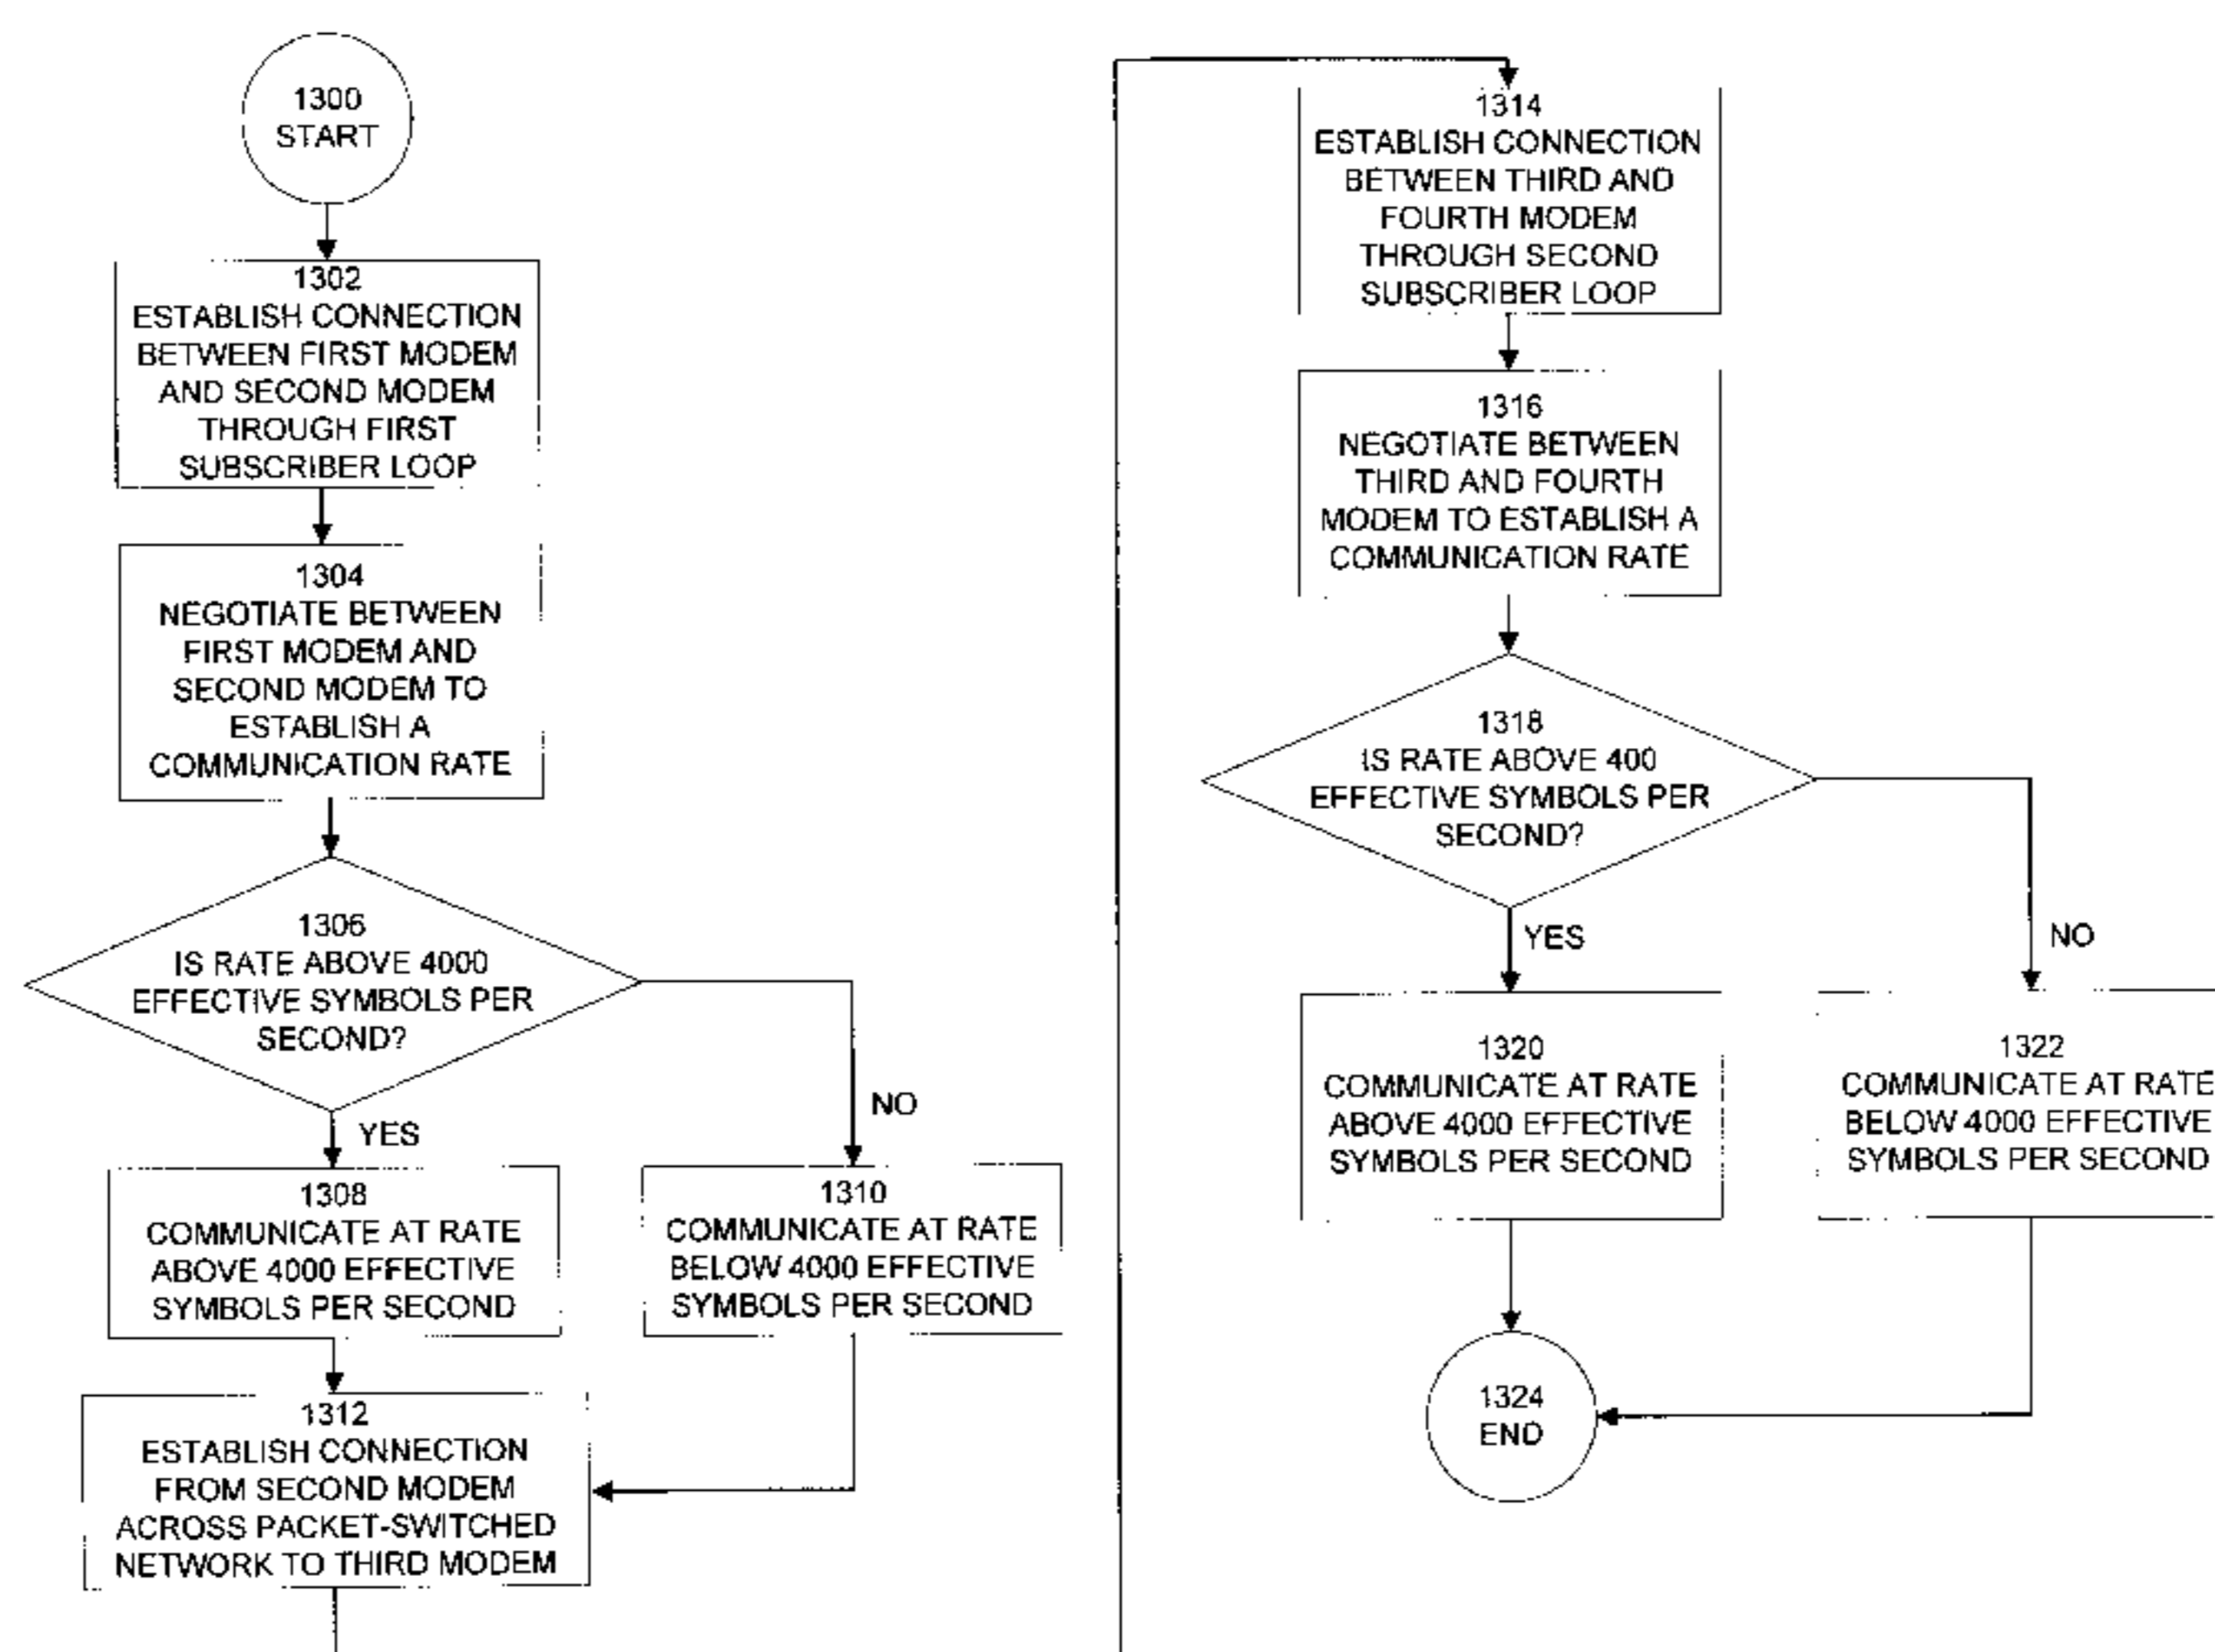 1300
START
1302
ESTABLISH CONNECTION
BETWEEN FIRST MODEM
AND SECOND MODEM
THROUGH FIRST
SUBSCRIBER LOOP
1304
NEGOTIATE BETWEEN
FIRST MODEM AND
SECOND MODEM TO
ESTABLISH A
COMMUNICATION RATE
1306
IS RATE ABOVE 4000
EFFECTIVE SYMBOLS PER
SECOND?
YES
NO
1308
COMMUNICATE AT RATE
ABOVE 4000 EFFECTIVE
SYMBOLS PER SECOND
1310
COMMUNICATE AT RATE
BELOW 4000 EFFECTIVE
SYMBOLS PER SECOND
1312
ESTABLISH CONNECTION
FROM SECOND MODEM
ACROSS PACKET-SWITCHED
NETWORK TO THIRD MODEM
1314
ESTABLISH CONNECTION
BETWEEN THIRD AND
FOURTH MODEM
THROUGH SECOND
SUBSCRIBER LOOP
1316
NEGOTIATE BETWEEN
THIRD AND FOURTH
MODEM TO ESTABLISH A
COMMUNICATION RATE
1318
IS RATE ABOVE 400
EFFECTIVE SYMBOLS PER
SECOND?
YES
NO
1320
COMMUNICATE AT RATE
ABOVE 4000 EFFECTIVE
SYMBOLS PER SECOND
1322
COMMUNICATE AT RATE
BELOW 4000 EFFECTIVE
SYMBOLS PER SECOND
1324
END